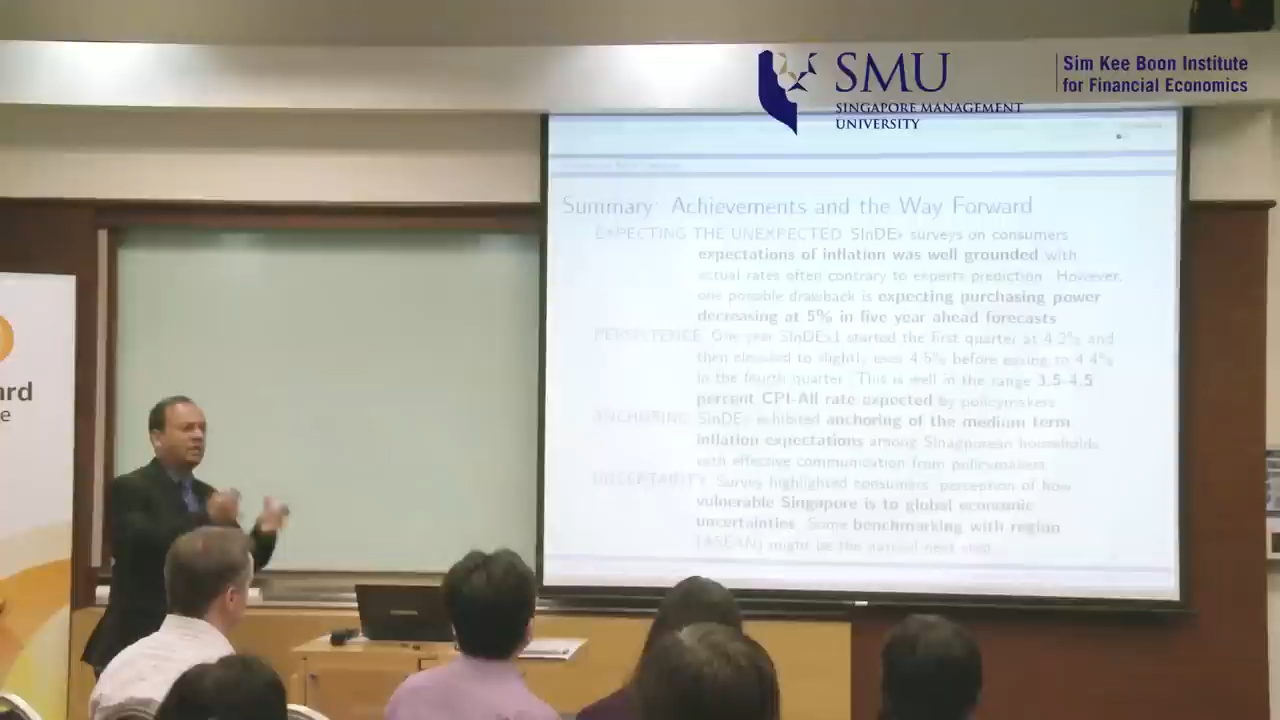 SMU
SINGAPORE MANAGEMENT
UNIVERSITY
Sim Kee Boon Institute
for Financial Economics
Summary: Achievements and the Way Forward
EXPECTING THE UNEXPECTED SInDEx surveys on consumers
expectations of inflation was well grounded with
actual rates often contrary to experts prediction. However,
one possible drawback is expecting purchasing power
decreasing at 5% in five year ahead forecasts
PERSISTENCE One year SInDEx1 started the first quarter at 4.2% and
then elevated to slightly over 4.5% before easing to 4.4%
in the fourth quarter. This is well in the range 3.5-4.5
percent CPI-All rate expected by policymakers
ANCHORING SInDEx exhibited anchoring of the medium term
inflation expectations among Sinagporean households
with effective communication from policymakers
UNCERTAINTY Survey highlighted consumers' perception of how
vulnerable Singapore is to global economic
uncertainties. Some benchmarking with region
(ASEAN) might be the natural next step
ard
e